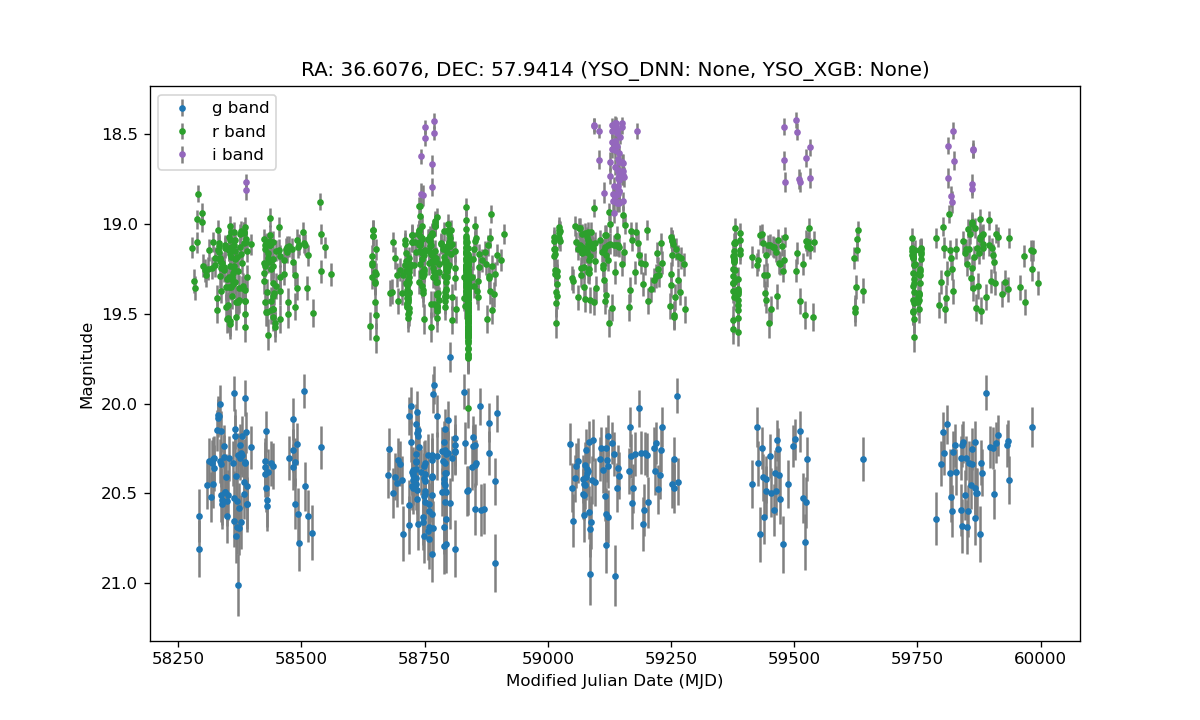 RA: 36.6076, DEC: 57.9414 (YSO_DNN: None, YSO_XGB: None)
g band
r band
i band
18.5
19.0
19.5
20.0
20.5
21.0
Magnitude
58250 58500 58750 59000 59250 59500 59750 60000
Modified Julian Date (MJD)